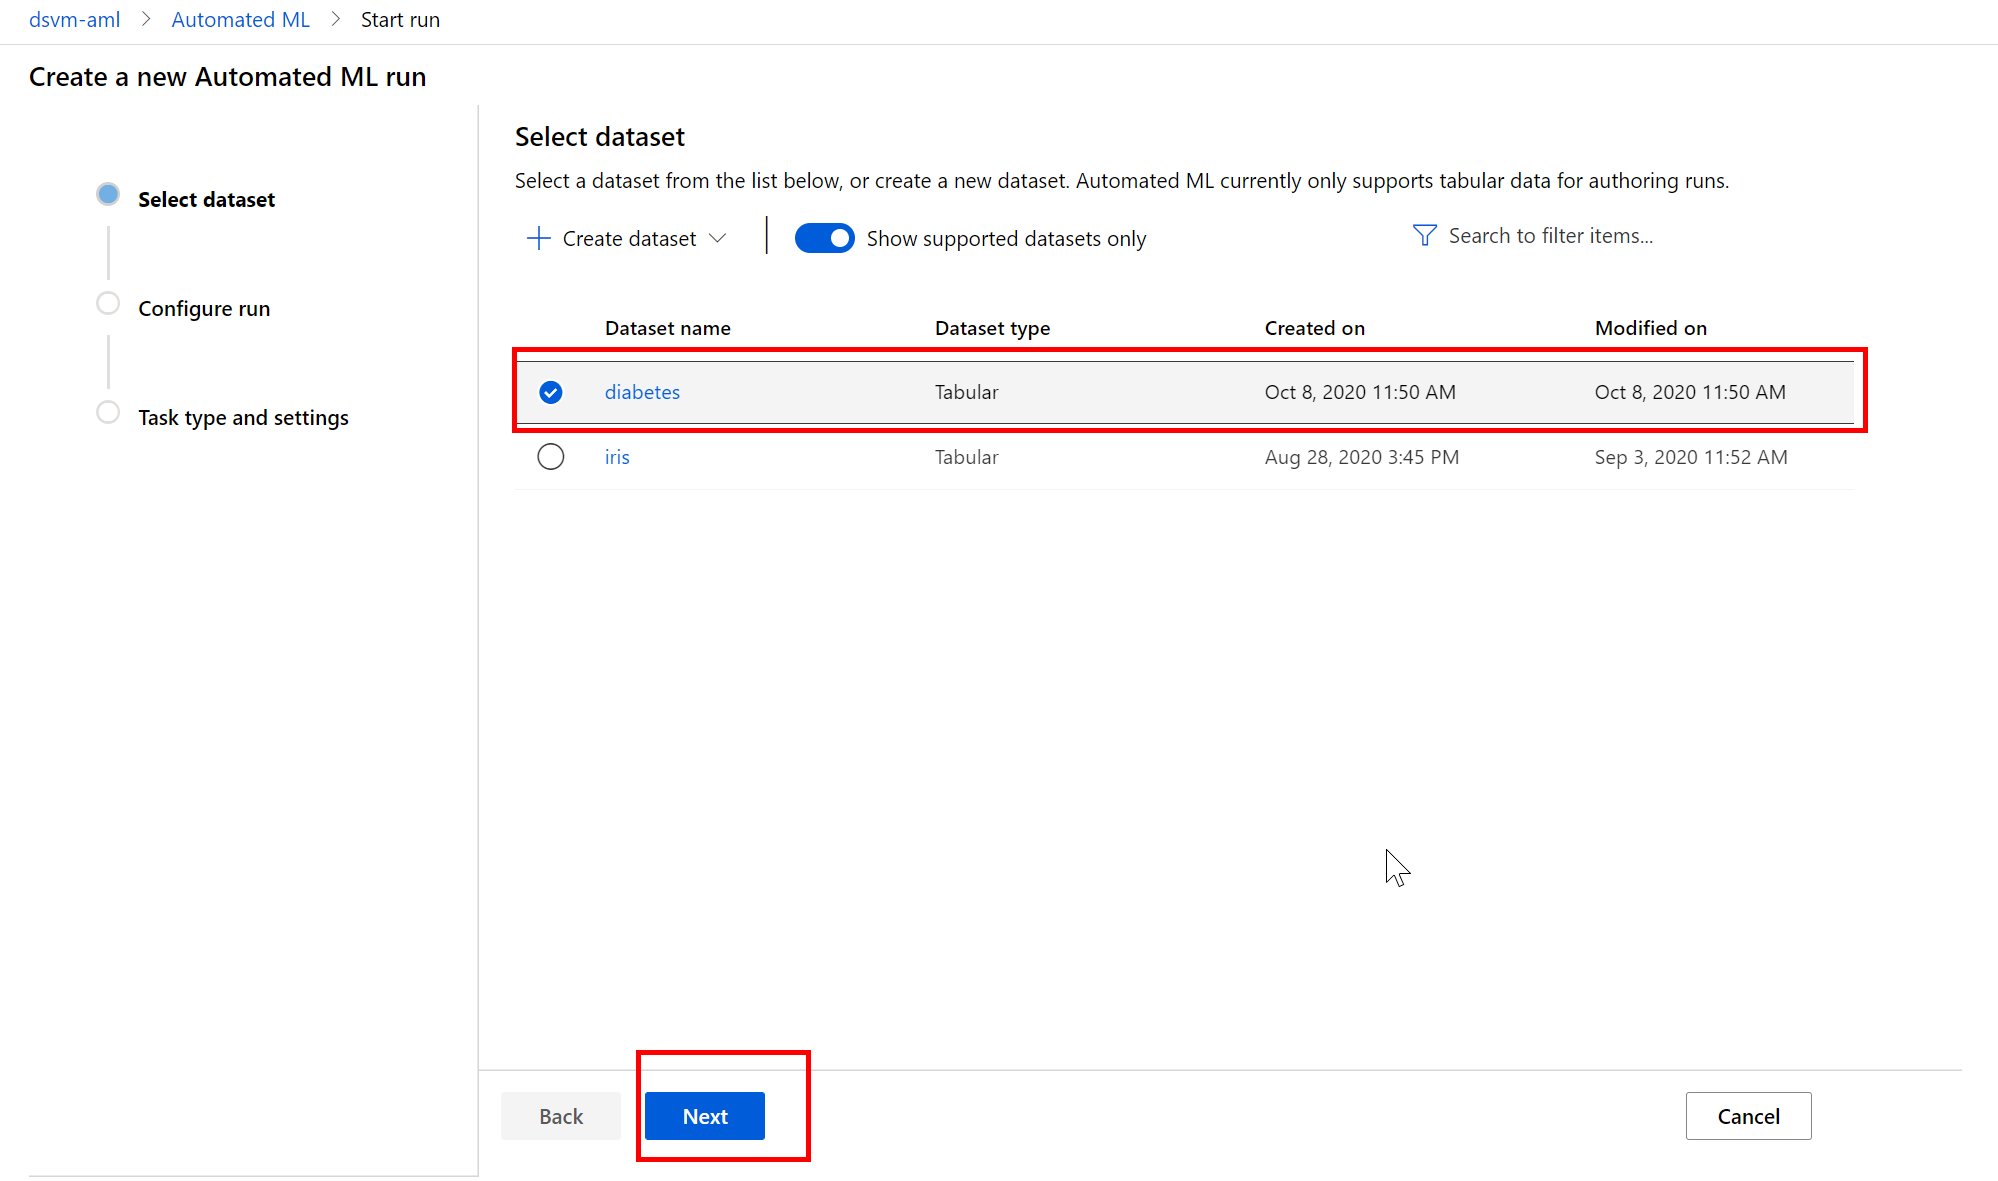 dsvm-aml > Automated ML > Start run
Create a new Automated ML run
Select dataset
Configure run
Task type and settings
Select dataset
Select a dataset from the list below, or create a new dataset. Automated ML currently only supports tabular data for authoring runs.
Create dataset Show supported datasets only Search to filter items...
Dataset name Dataset type Created on Modified on
diabetes Tabular Oct 8, 2020 11:50 AM Oct 8, 2020 11:50 AM
iris Tabular Aug 28, 2020 3:45 PM Sep 3, 2020 11:52 AM
Back Next Cancel